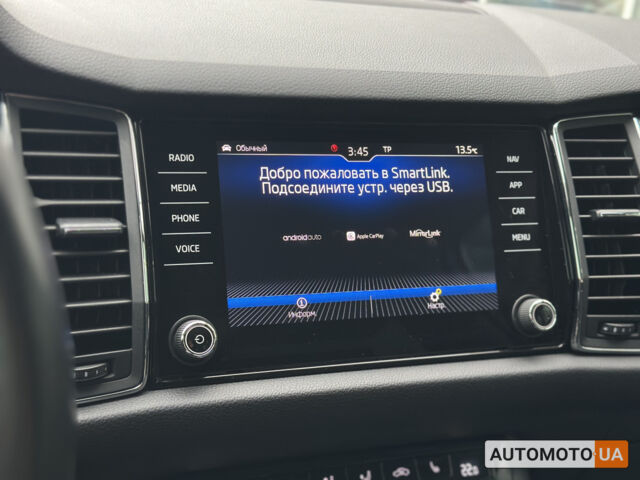 Обычный 3:45 TP 13.5°C
Добро пожаловать в SmartLink.
Подсоедините устр. через USB.
androidauto Apple CarPlay MirrorLink
Информ. Настр.
RADIO
MEDIA
PHONE
VOICE
NAV
APP
CAR
MENU
AUTOMOTO UA